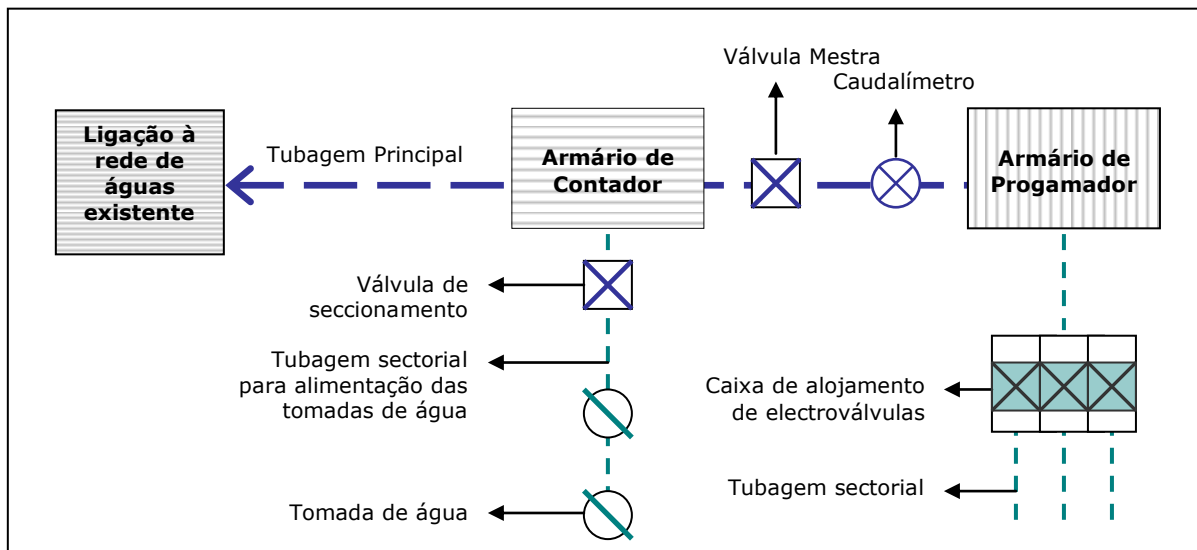 Válvula Mestra
Caudalímetro
Ligação à
rede de
águas
existente
Tubagem Principal
Armário de
Contador
Armário de
Progamador
Válvula de
seccionamento
Tubagem sectorial
para alimentação das
tomadas de água
Caixa de alojamento
de electroválvulas
Tubagem sectorial
Tomada de água